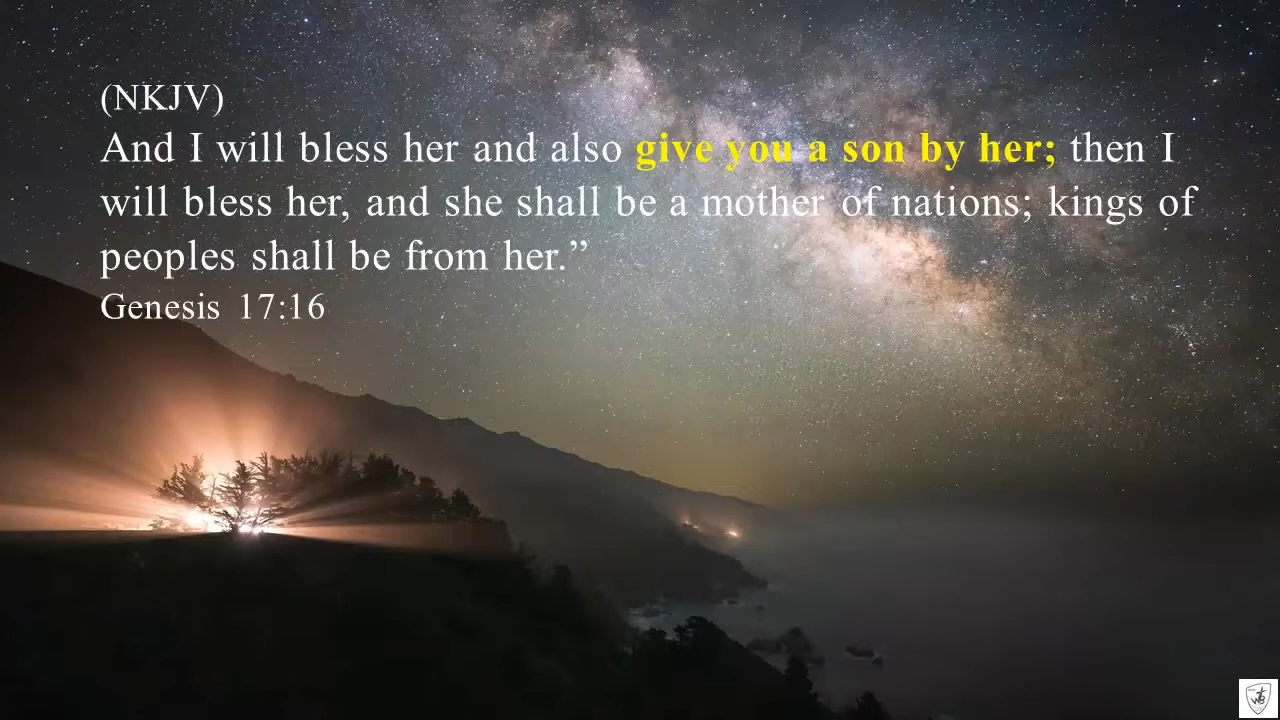 (NKJV)
And I will bless her and also give you a son by her; then I
will bless her, and she shall be a mother of nations; kings of
peoples shall be from her.”
Genesis 17:16